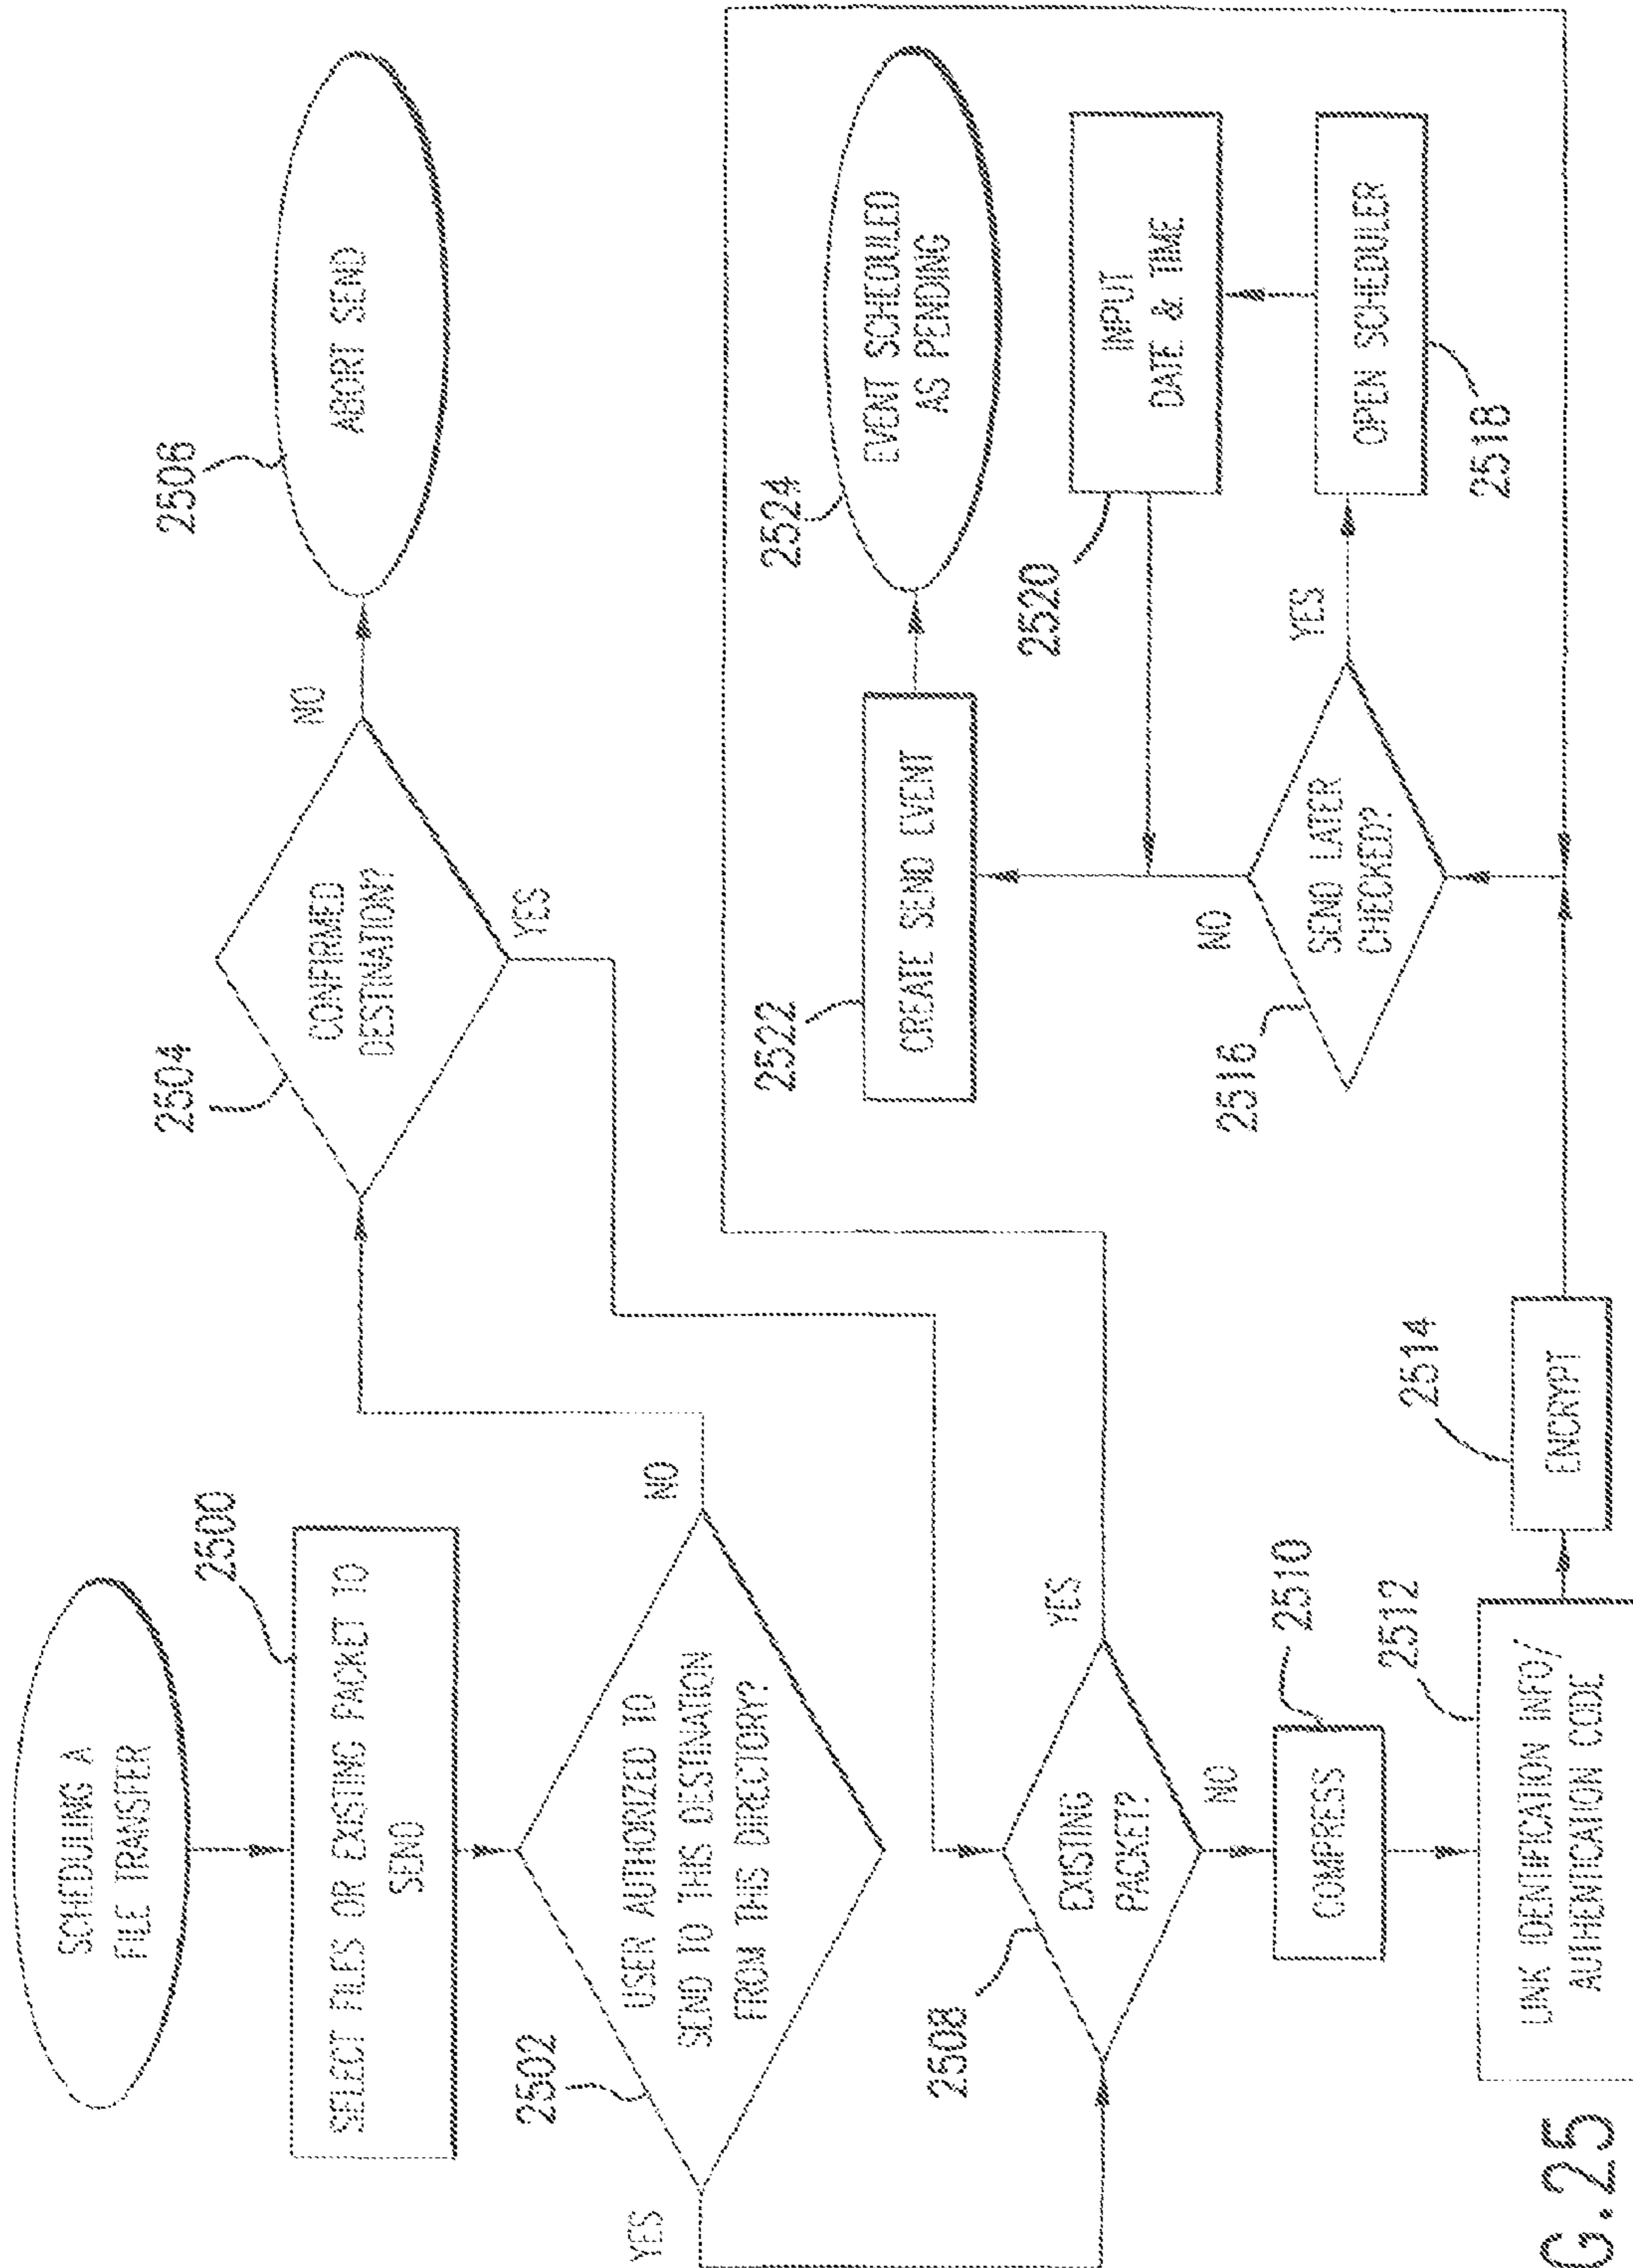 SCHEDULING A
FILE TRANSFER
2500
SELECT FILES OR EXISTING PACKET TO
SEND
2502
USER AUTHORIZED TO
SEND TO THIS DESTINATION
FROM THIS DIRECTORY?
YES
NO
2504
CONFIRMED
DESTINATION?
NO
YES
2506
ABORT SEND
2508
EXISTING
PACKET?
YES
NO
2510
COMPRESS
2512
LINK IDENTIFICATION INFO/
AUTHENTICATION CODE
2514
ENCRYPT
2516
SEND LATER
CHECKED?
NO
YES
2518
OPEN SCHEDULER
2520
INPUT
DATE & TIME
2522
CREATE SEND EVENT
2524
EVENT SCHEDULED
AS PENDING
G.25